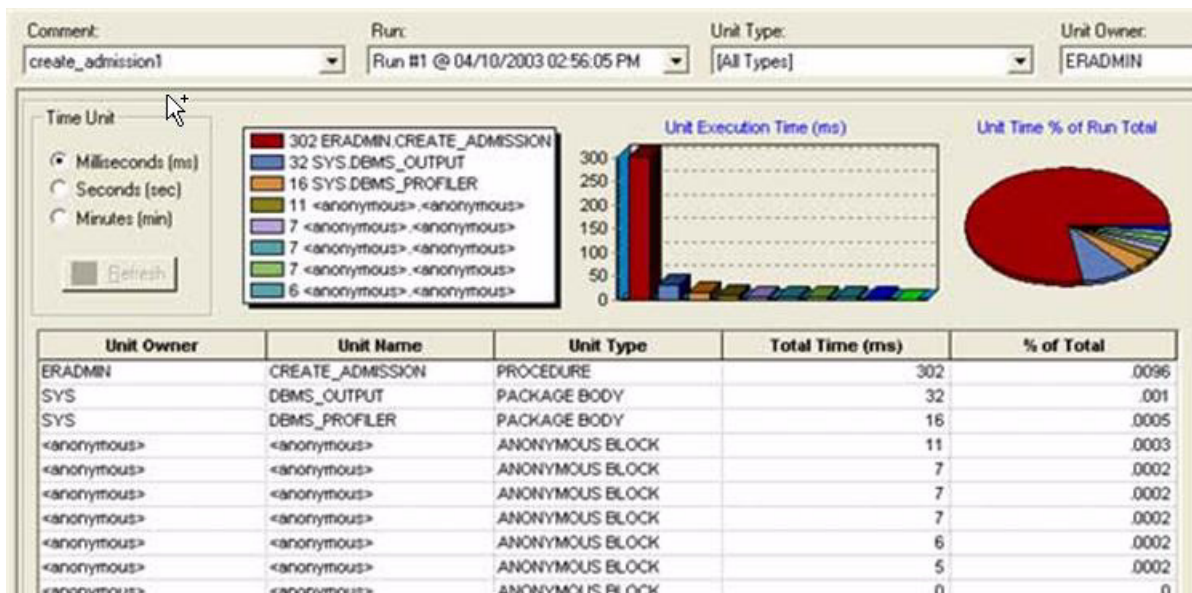 Comment: Run: Unit Type: Unit Owner:
create_admission1 Run #1 @ 04/10/2003 02:56:05 PM [All Types] ERADMIN
Time Unit
Milliseconds (ms)
Seconds (sec)
Minutes (min)
Refresh
302 ERADMIN.CREATE_ADMISSION
32 SYS.DBMS_OUTPUT
16 SYS.DBMS_PROFILER
11 <anonymous>.<anonymous>
7 <anonymous>.<anonymous>
7 <anonymous>.<anonymous>
7 <anonymous>.<anonymous>
6 <anonymous>.<anonymous>
Unit Execution Time (ms)
300
250
200
150
100
50
0
Unit Time % of Run Total
Unit Owner Unit Name Unit Type Total Time (ms) % of Total
ERADMIN CREATE_ADMISSION PROCEDURE 302 .0096
SYS DBMS_OUTPUT PACKAGE BODY 32 .001
SYS DBMS_PROFILER PACKAGE BODY 16 .0005
<anonymous> <anonymous> ANONYMOUS BLOCK 11 .0003
<anonymous> <anonymous> ANONYMOUS BLOCK 7 .0002
<anonymous> <anonymous> ANONYMOUS BLOCK 7 .0002
<anonymous> <anonymous> ANONYMOUS BLOCK 7 .0002
<anonymous> <anonymous> ANONYMOUS BLOCK 6 .0002
<anonymous> <anonymous> ANONYMOUS BLOCK 5 .0002
<anonymous> <anonymous> ANONYMOUS BLOCK 0 0